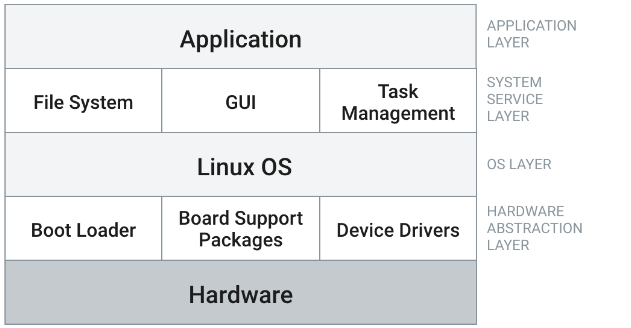 Application
APPLICATION
LAYER
File System
GUI
Task
Management
SYSTEM
SERVICE
LAYER
Linux OS
OS LAYER
Boot Loader
Board Support
Packages
Device Drivers
HARDWARE
ABSTRACTION
LAYER
Hardware